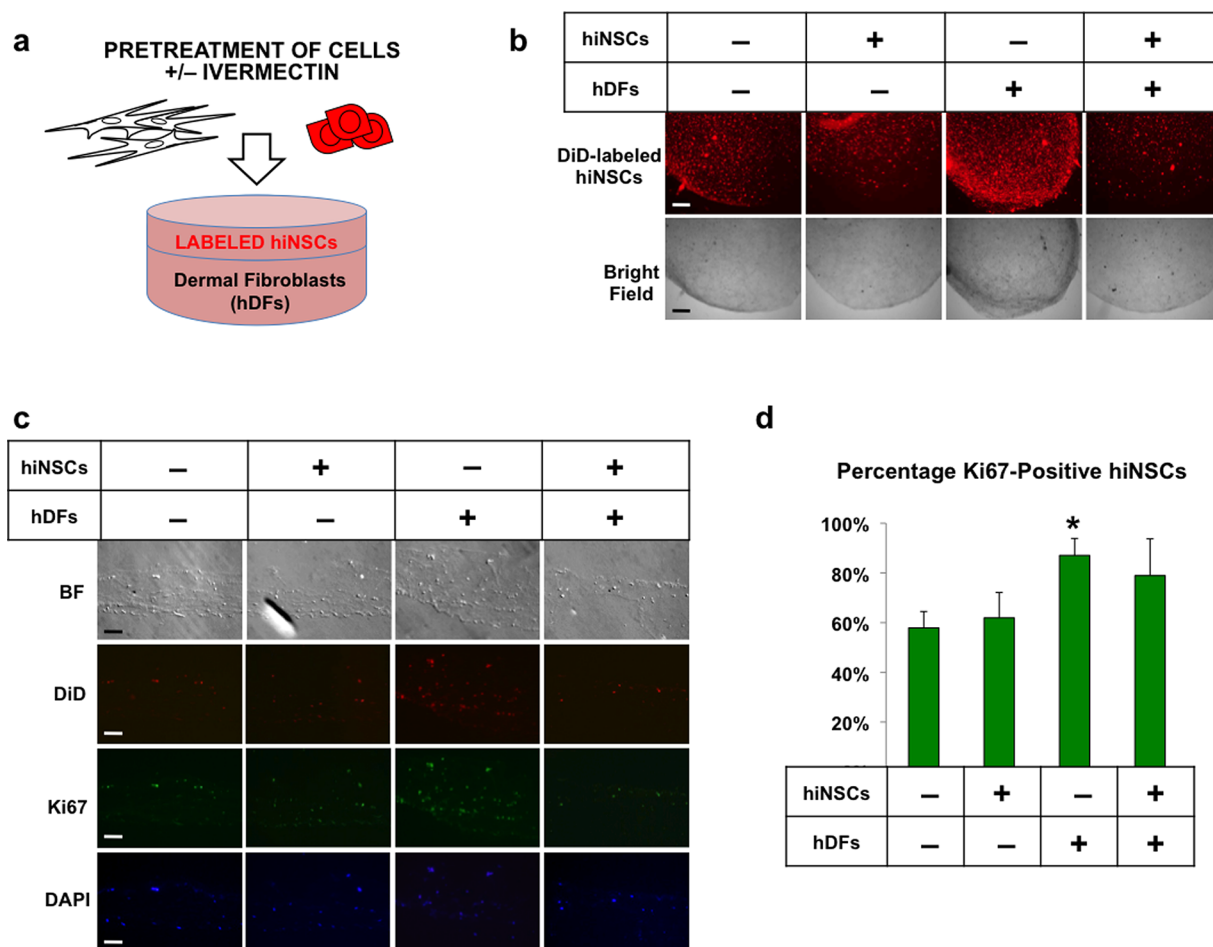 a
PRETREATMENT OF CELLS
+/– IVERMECTIN
LABELED hiNSCs
Dermal Fibroblasts
(hDFs)
b
hiNSCs – + – +
hDFs – – + +
DiD-labeled
hiNSCs
Bright
Field
c
hiNSCs – + – +
hDFs – – + +
BF
DiD
Ki67
DAPI
d
Percentage Ki67-Positive hiNSCs
100%
80%
60%
40%
20%
*
hiNSCs – + – +
hDFs – – + +